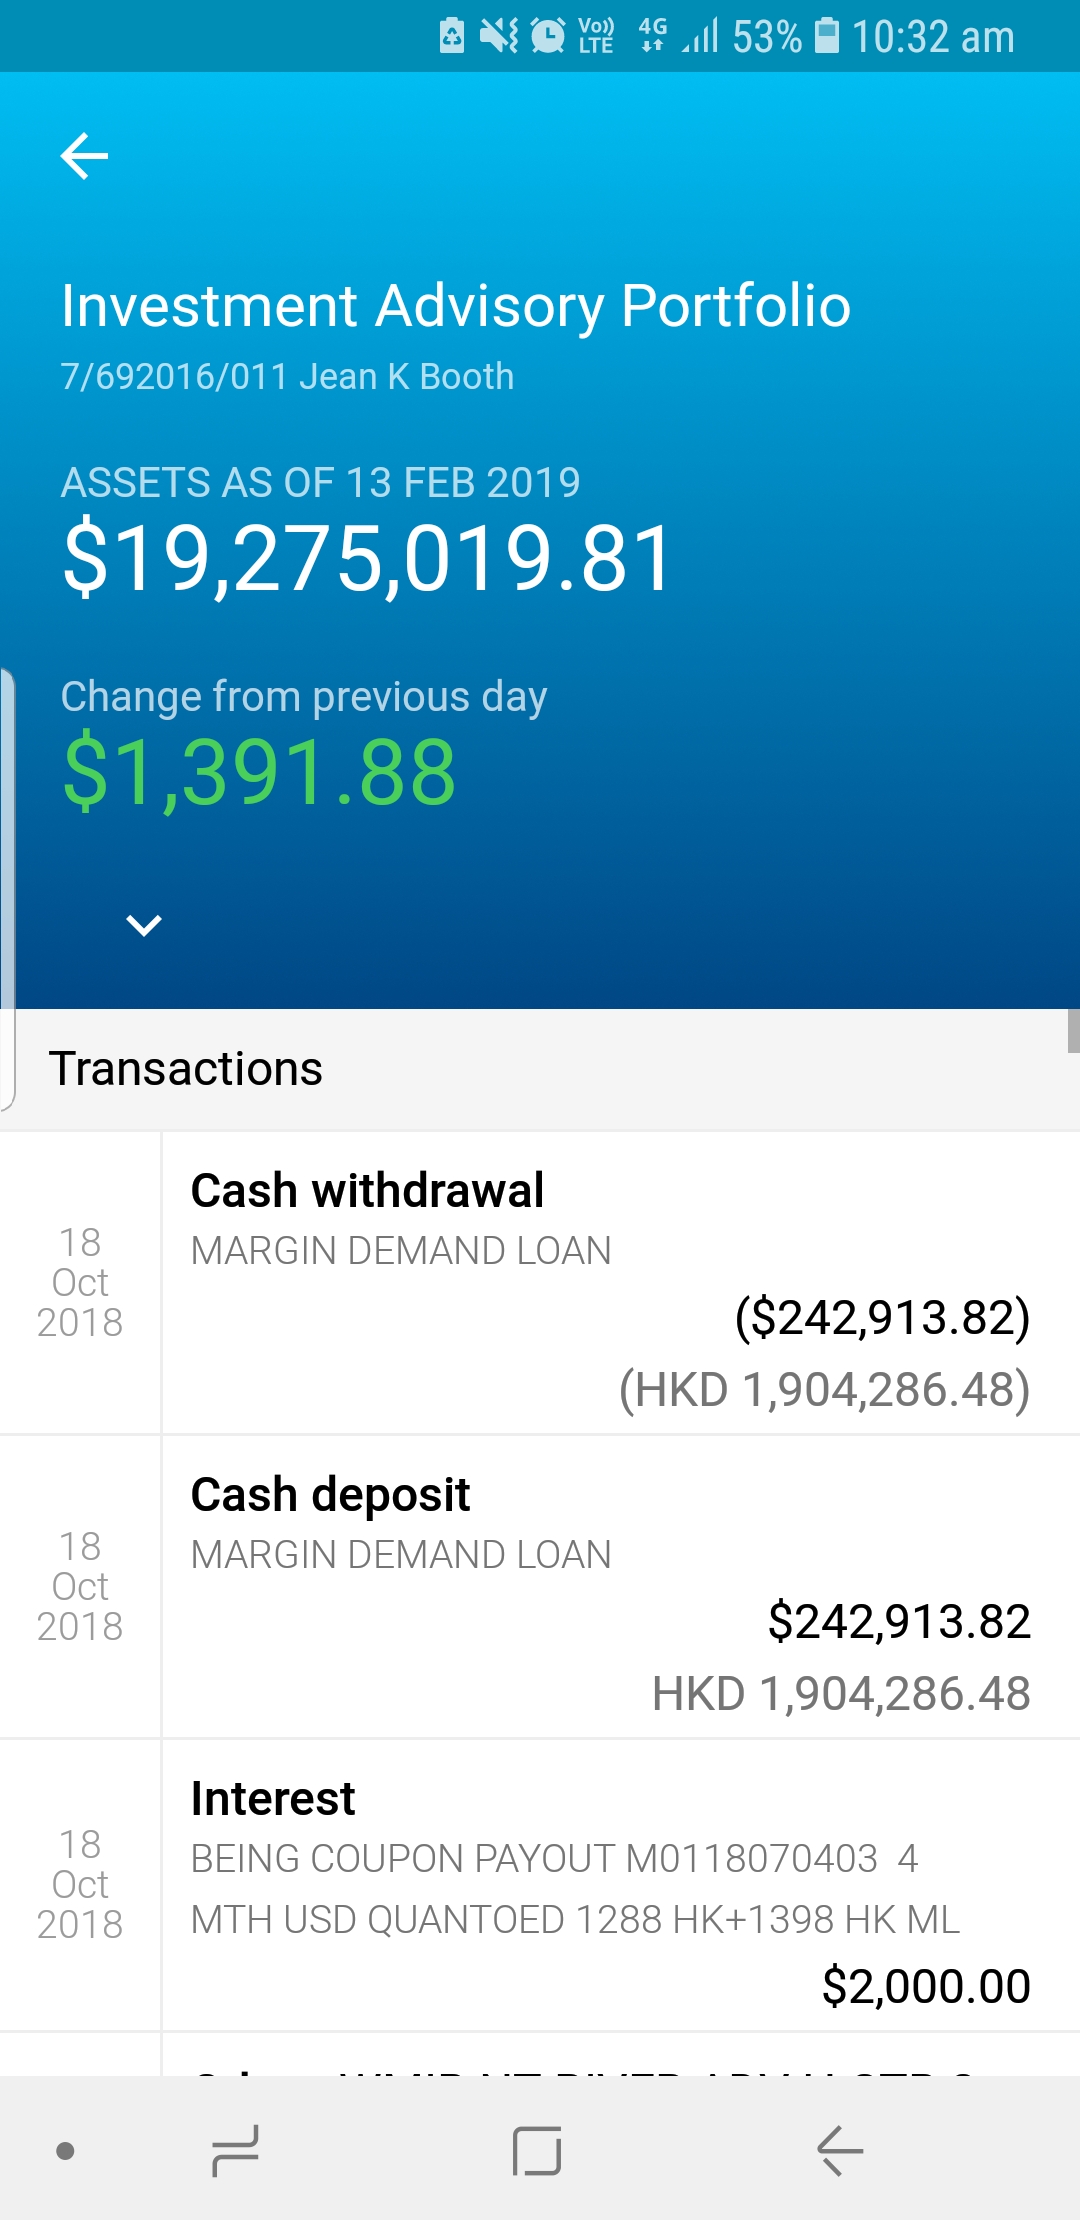 Vo)) LTE 4G 53% 10:32 am
Investment Advisory Portfolio
7/692016/011 Jean K Booth
ASSETS AS OF 13 FEB 2019
$19,275,019.81
Change from previous day
$1,391.88
Transactions
18
Oct
2018
Cash withdrawal
MARGIN DEMAND LOAN
($242,913.82)
(HKD 1,904,286.48)
18
Oct
2018
Cash deposit
MARGIN DEMAND LOAN
$242,913.82
HKD 1,904,286.48
18
Oct
2018
Interest
BEING COUPON PAYOUT M0118070403  4
MTH USD QUANTOED 1288 HK+1398 HK ML
$2,000.00